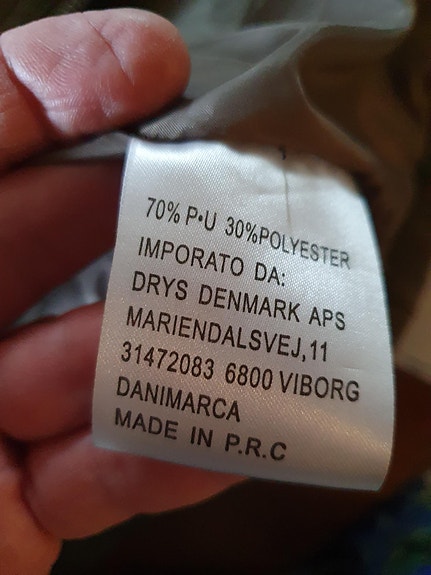 70% P•U 30%POLYESTER
IMPORATO DA:
DRYS DENMARK APS
MARIENDALSVEJ,11
31472083 6800 VIBORG
DANIMARCA
MADE IN P.R.C